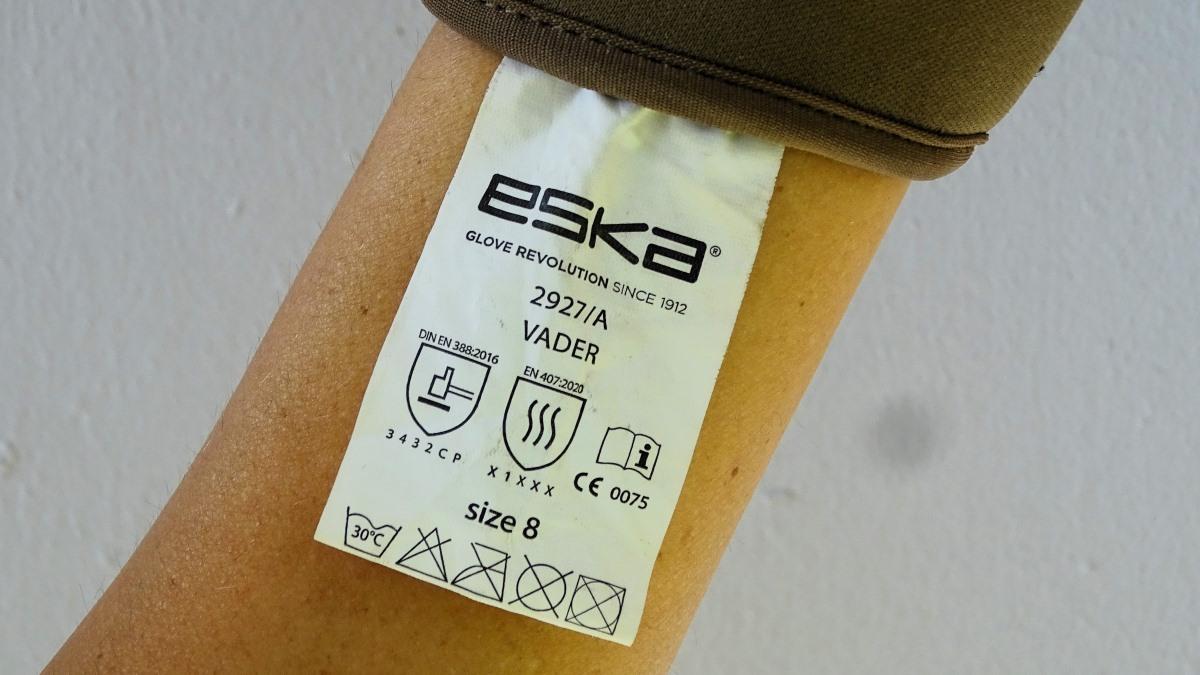 eska®
GLOVE REVOLUTION SINCE 1912
2927/A
VADER
DIN EN 388:2016
3 4 3 2 C P
EN 407:2020
X 1 X X X
i
CE 0075
size 8
30°C